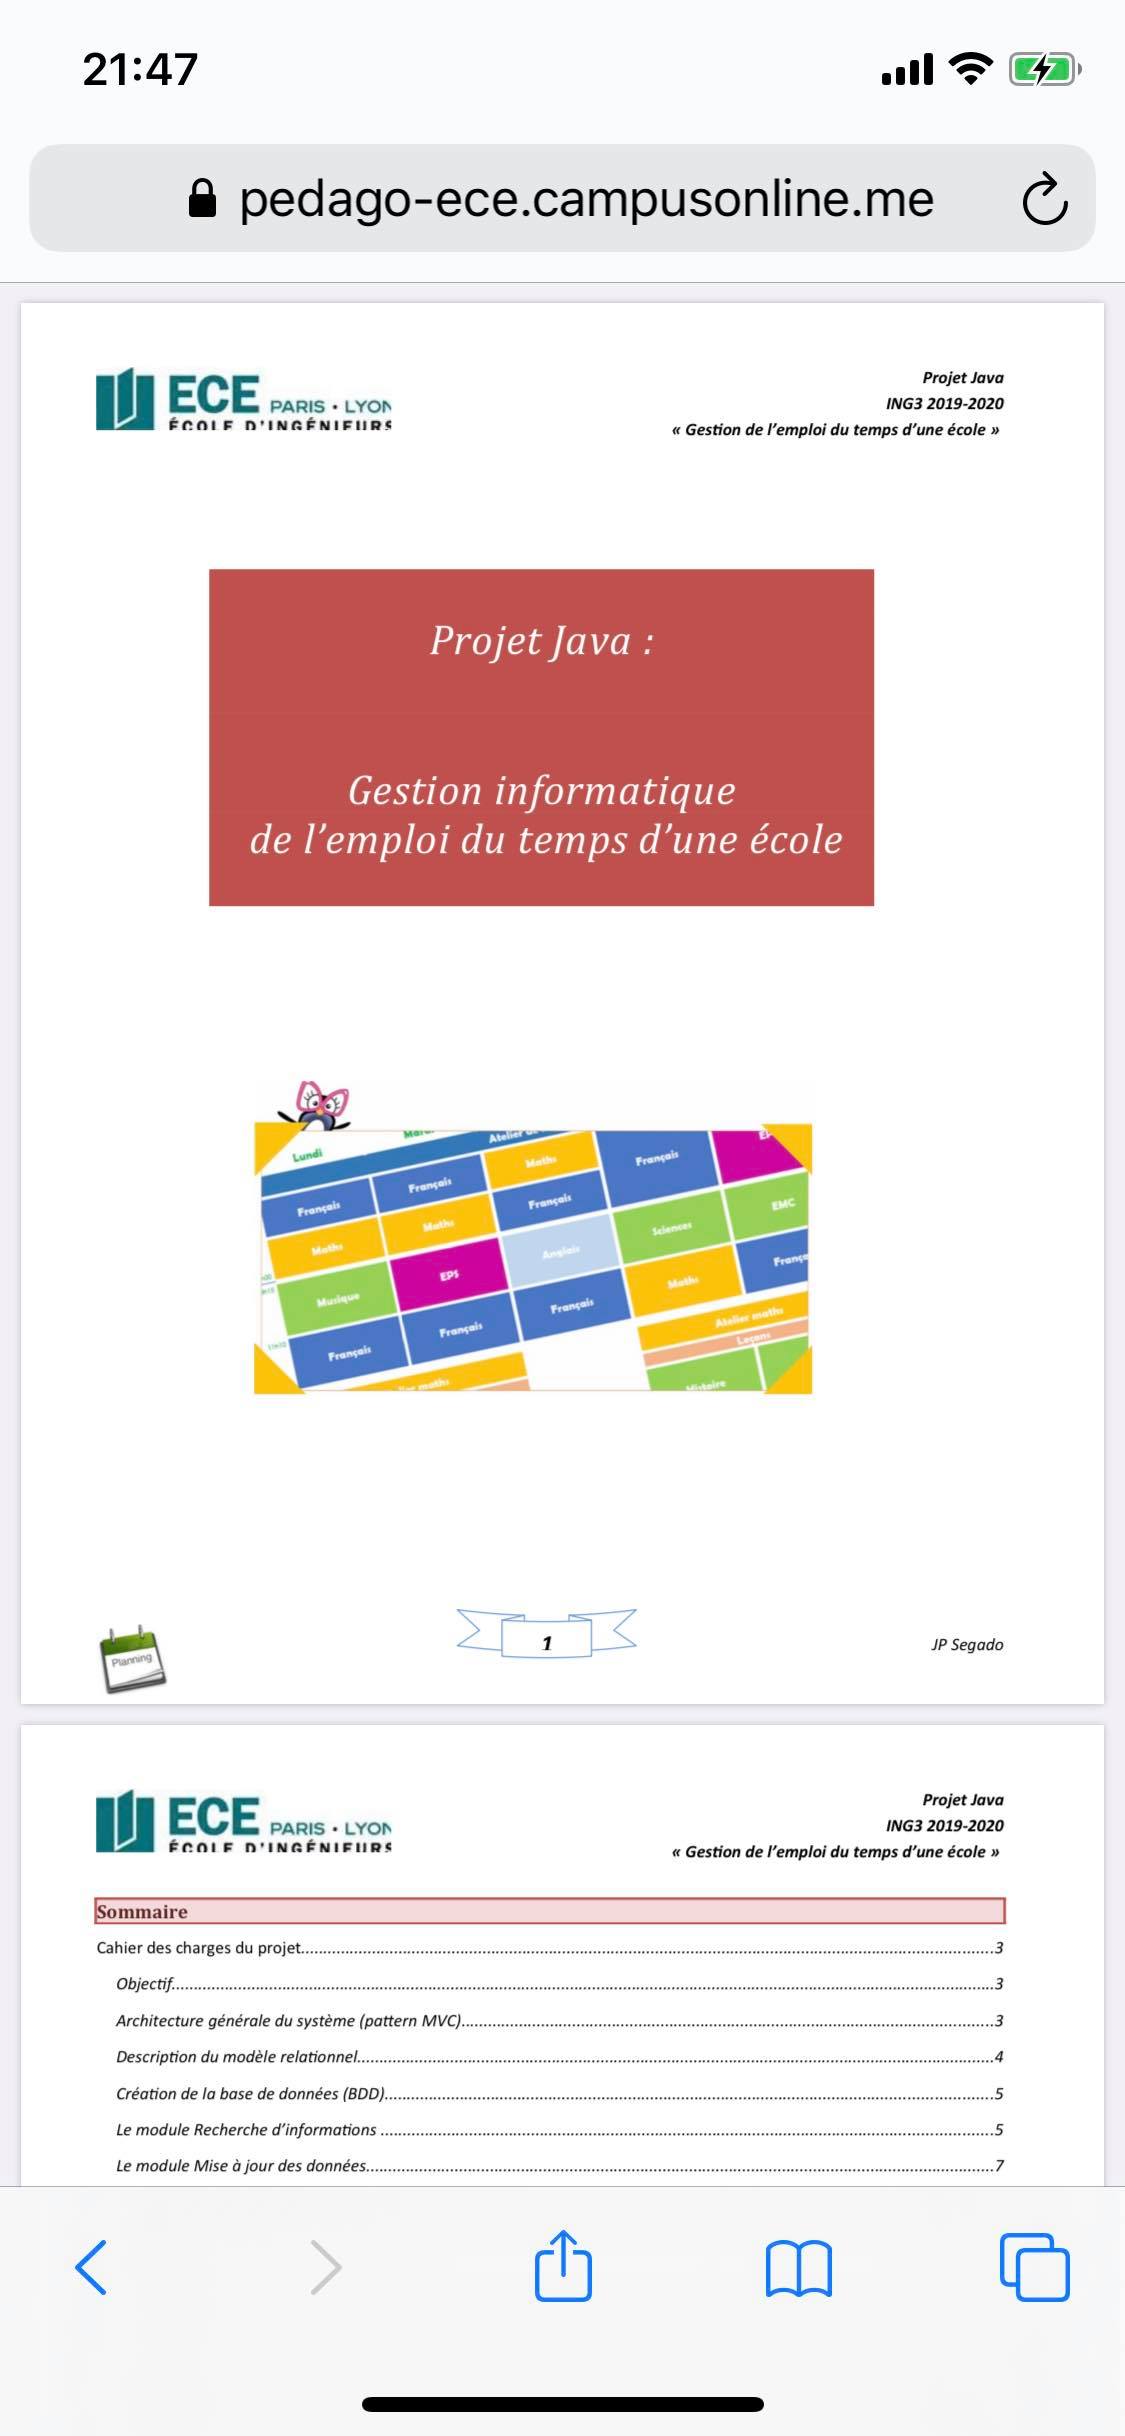 21:47
pedago-ece.campusonline.me
ECE PARIS • LYON
ÉCOLE D'INGÉNIEURS
Projet Java
ING3 2019-2020
« Gestion de l'emploi du temps d'une école »
Projet Java :
Gestion informatique
de l'emploi du temps d'une école
Lundi
Atelier
Français
Français
Maths
Français
Maths
Maths
Français
Sciences
EMC
Musique
EPS
Anglais
Maths
Français
Français
Français
Atelier maths
Leçons
maths
Histoire
Planning
1
JP Segado
ECE PARIS • LYON
ÉCOLE D'INGÉNIEURS
Projet Java
ING3 2019-2020
« Gestion de l'emploi du temps d'une école »
Sommaire
Cahier des charges du projet 3
Objectif 3
Architecture générale du système (pattern MVC) 3
Description du modèle relationnel 4
Création de la base de données (BDD) 5
Le module Recherche d'informations 5
Le module Mise à jour des données 7